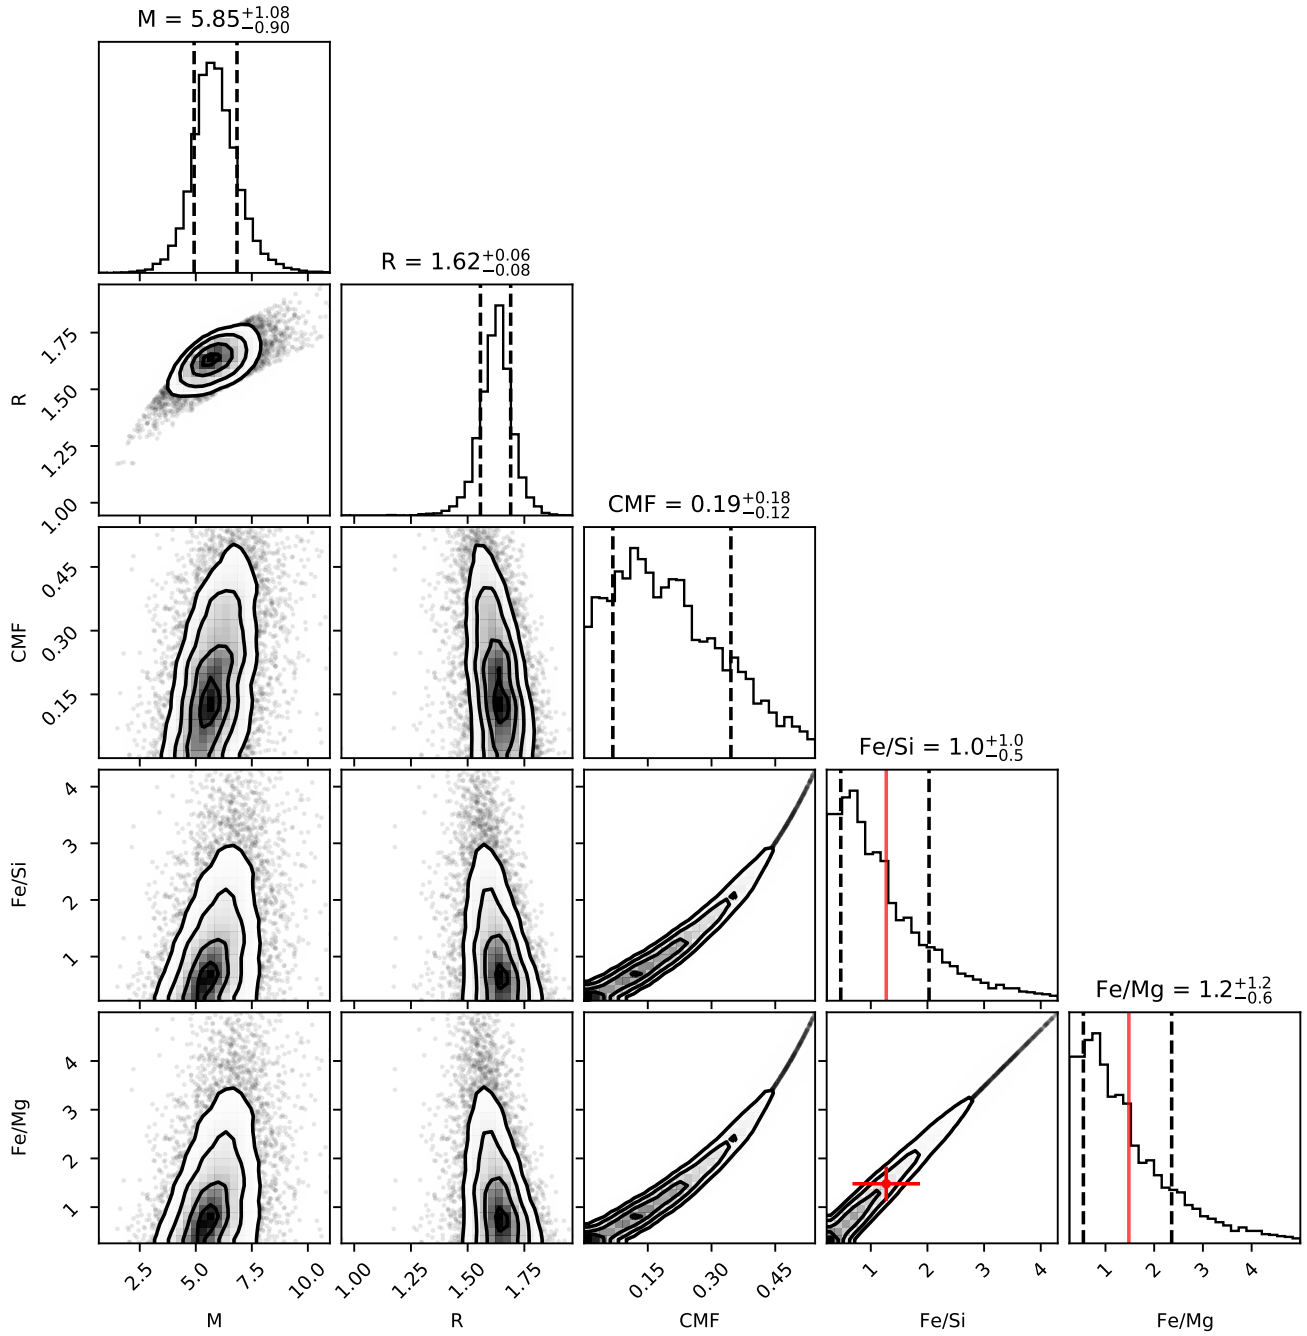 M = 5.85+1.08−0.90
R = 1.62+0.06−0.08
1.75
1.50
1.25
1.00
R
CMF = 0.19+0.18−0.12
0.45
0.30
0.15
CMF
Fe/Si = 1.0+1.0−0.5
4
3
2
1
Fe/Si
Fe/Mg = 1.2+1.2−0.6
4
3
2
1
Fe/Mg
2.5 5.0 7.5 10.0 1.00 1.25 1.50 1.75 0.15 0.30 0.45 1 2 3 4 1 2 3 4
M R CMF Fe/Si Fe/Mg